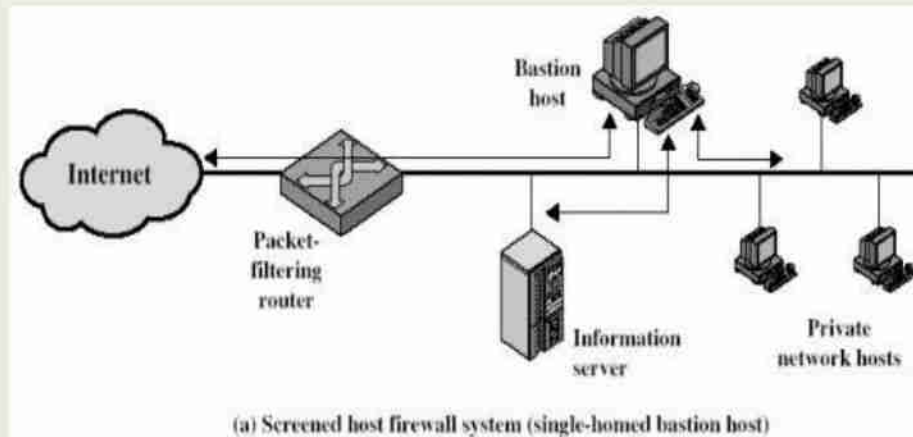 Bastion
host
Internet
Packet-
filtering
router
Information
server
Private
network hosts
(a) Screened host firewall system (single-homed bastion host)